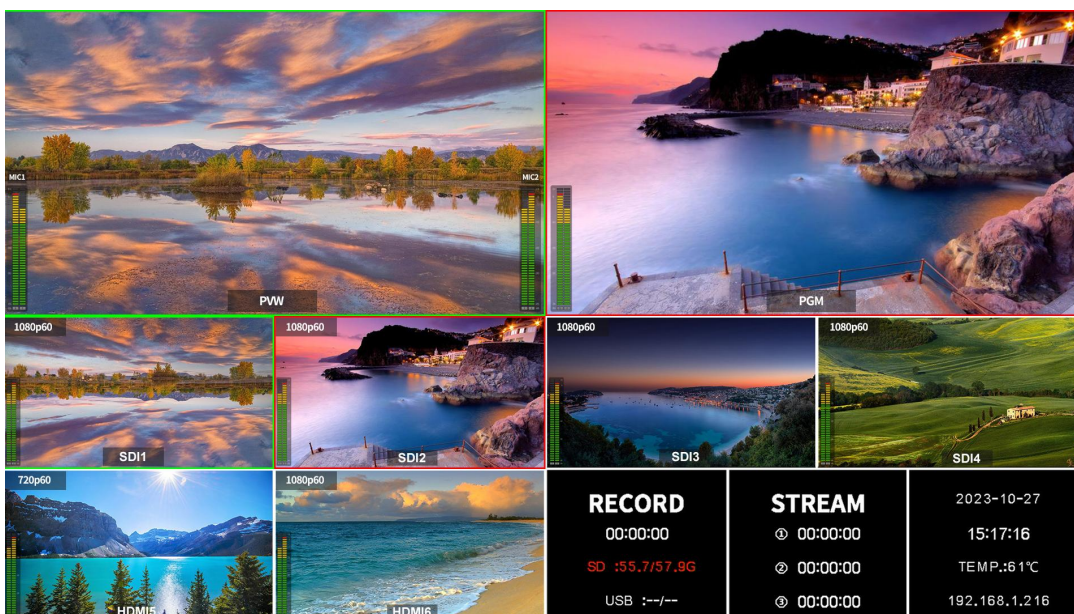 MIC1
MIC2
PVW
PGM
1080p60
1080p60
1080p60
1080p60
SDI1
SDI2
SDI3
SDI4
720p60
1080p60
HDMI5
HDMI6
RECORD
00:00:00
SD :55.7/57.9G
USB :--/--
STREAM
① 00:00:00
② 00:00:00
③ 00:00:00
2023-10-27
15:17:16
TEMP.:61℃
192.168.1.216